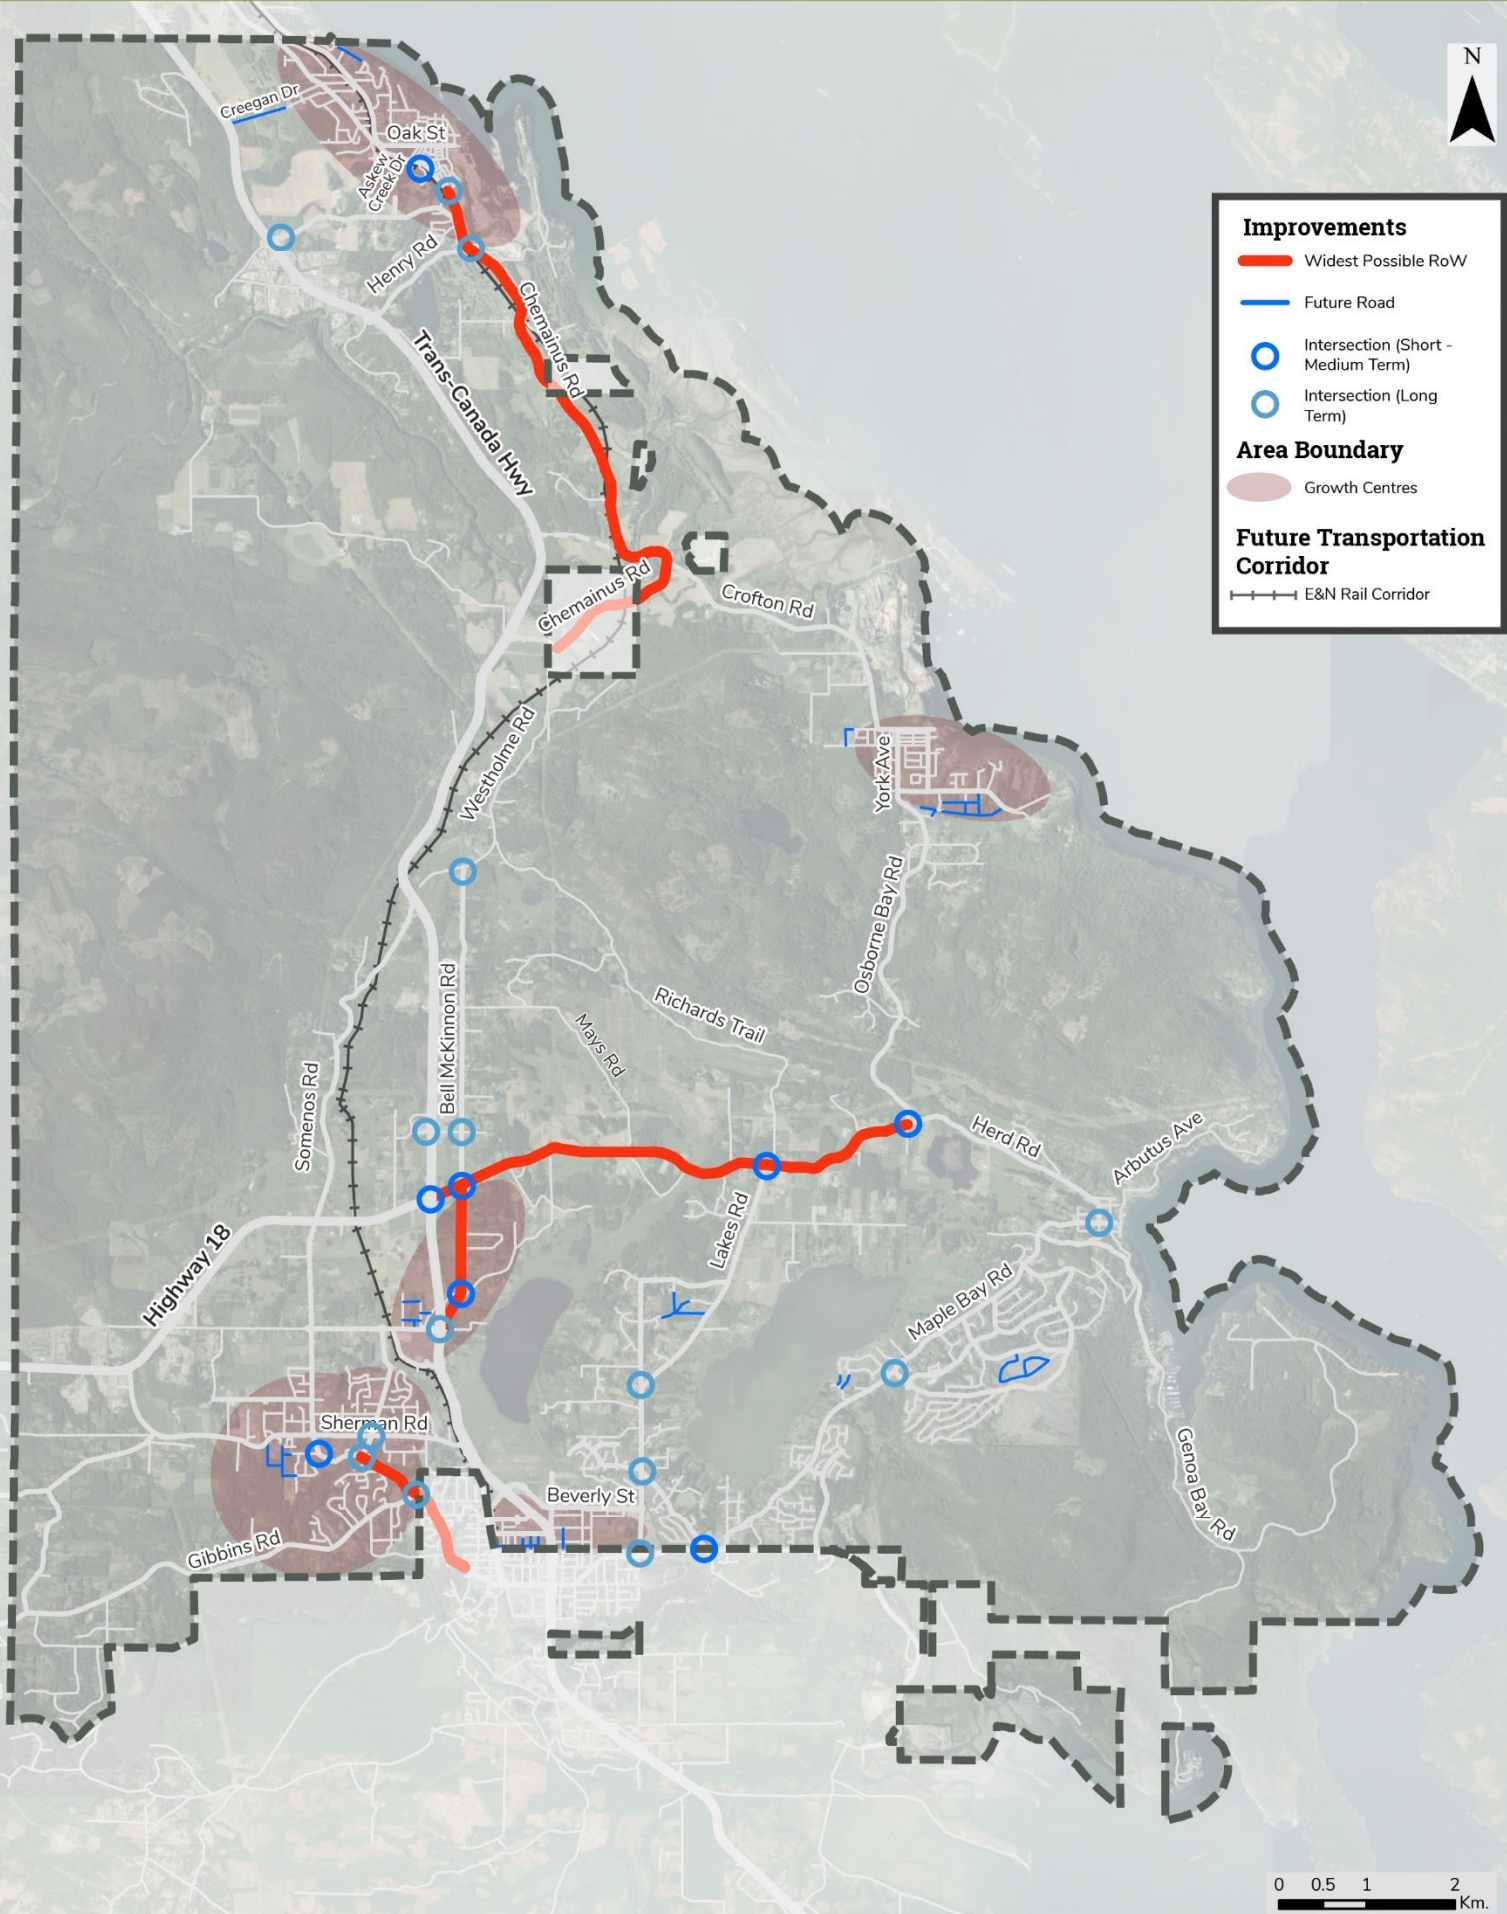 N
Improvements
Widest Possible RoW
Future Road
Intersection (Short -
Medium Term)
Intersection (Long
Term)
Area Boundary
Growth Centres
Future Transportation
Corridor
E&N Rail Corridor
Creegan Dr
Oak St
Askew
Creek Dr
Henry Rd
Chemainus Rd
Trans-Canada Hwy
Chemainus Rd
Crofton Rd
Westholme Rd
York Ave
Osborne Bay Rd
Bell McKinnon Rd
Richards Trail
Mays Rd
Somenos Rd
Herd Rd
Arbutus Ave
Lakes Rd
Highway 18
Maple Bay Rd
Sherman Rd
Genoa Bay Rd
Beverly St
Gibbins Rd
0 0.5 1 2
Km.